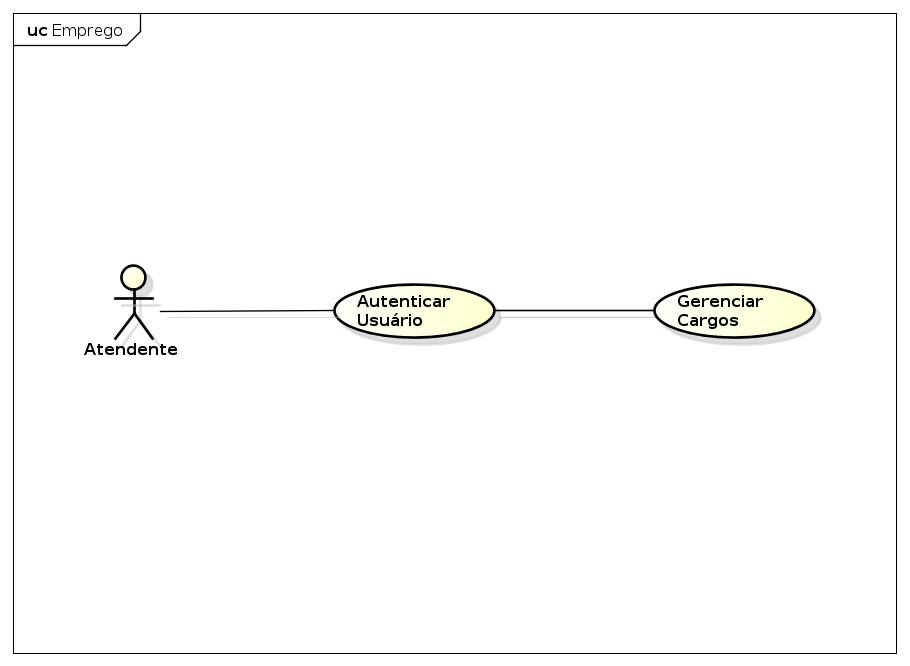 uc Emprego
Autenticar
Usuário
Gerenciar
Cargos
Atendente